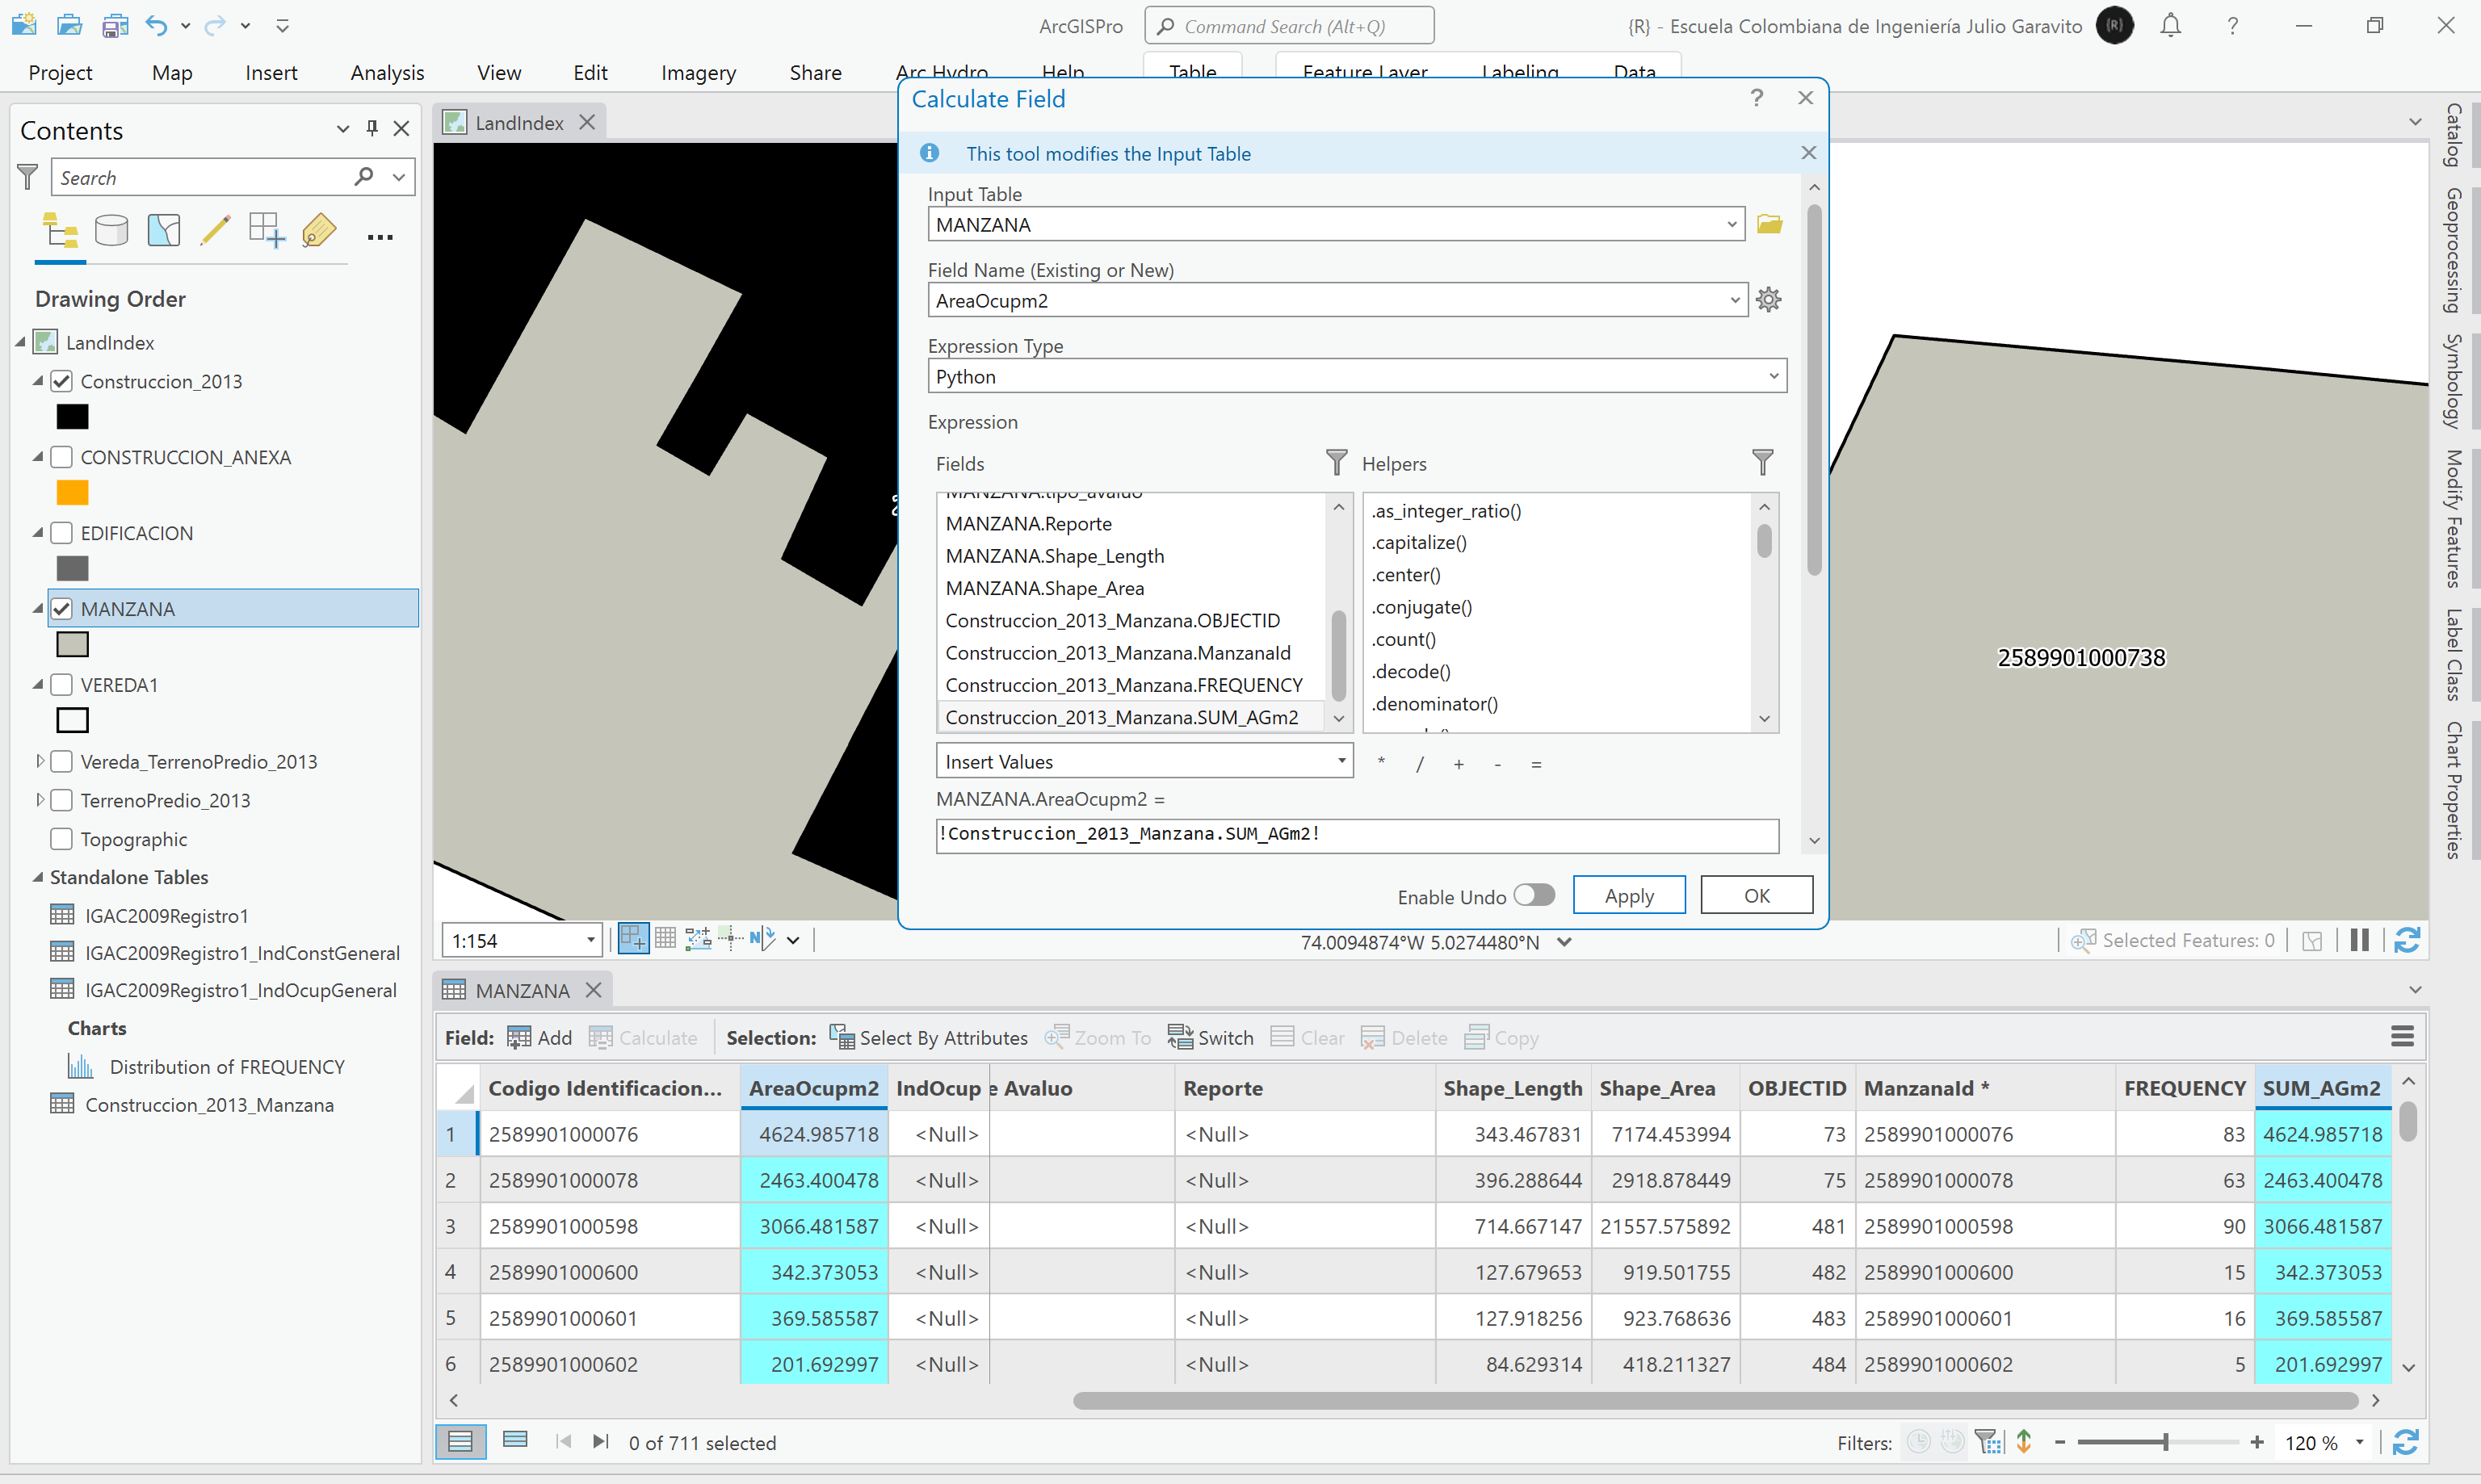 ArcGISPro
Command Search (Alt+Q)
{R} - Escuela Colombiana de Ingeniería Julio Garavito
{R}
?
Project Map Insert Analysis View Edit Imagery Share Arc Hydro Help Table Feature Layer Labeling Data
Contents
Search
Drawing Order
LandIndex
Construccion_2013
CONSTRUCCION_ANEXA
EDIFICACION
MANZANA
VEREDA1
Vereda_TerrenoPredio_2013
TerrenoPredio_2013
Topographic
Standalone Tables
IGAC2009Registro1
IGAC2009Registro1_IndConstGeneral
IGAC2009Registro1_IndOcupGeneral
Charts
Distribution of FREQUENCY
Construccion_2013_Manzana
LandIndex
Calculate Field
?
This tool modifies the Input Table
Input Table
MANZANA
Field Name (Existing or New)
AreaOcupm2
Expression Type
Python
Expression
Fields
MANZANA.tipo_avaluo
MANZANA.Reporte
MANZANA.Shape_Length
MANZANA.Shape_Area
Construccion_2013_Manzana.OBJECTID
Construccion_2013_Manzana.ManzanaId
Construccion_2013_Manzana.FREQUENCY
Construccion_2013_Manzana.SUM_AGm2
Helpers
.as_integer_ratio()
.capitalize()
.center()
.conjugate()
.count()
.decode()
.denominator()
Insert Values
* / + - =
MANZANA.AreaOcupm2 =
!Construccion_2013_Manzana.SUM_AGm2!
Enable Undo
Apply
OK
2589901000738
1:154
74.0094874°W 5.0274480°N
Selected Features: 0
Catalog
Geoprocessing
Symbology
Modify Features
Label Class
Chart Properties
MANZANA
Field: Add Calculate Selection: Select By Attributes Zoom To Switch Clear Delete Copy
Codigo Identificacion... AreaOcupm2 IndOcup e Avaluo Reporte Shape_Length Shape_Area OBJECTID ManzanaId * FREQUENCY SUM_AGm2
1 2589901000076 4624.985718 <Null> <Null> 343.467831 7174.453994 73 2589901000076 83 4624.985718
2 2589901000078 2463.400478 <Null> <Null> 396.288644 2918.878449 75 2589901000078 63 2463.400478
3 2589901000598 3066.481587 <Null> <Null> 714.667147 21557.575892 481 2589901000598 90 3066.481587
4 2589901000600 342.373053 <Null> <Null> 127.679653 919.501755 482 2589901000600 15 342.373053
5 2589901000601 369.585587 <Null> <Null> 127.918256 923.768636 483 2589901000601 16 369.585587
6 2589901000602 201.692997 <Null> <Null> 84.629314 418.211327 484 2589901000602 5 201.692997
0 of 711 selected
Filters:
- + 120 %